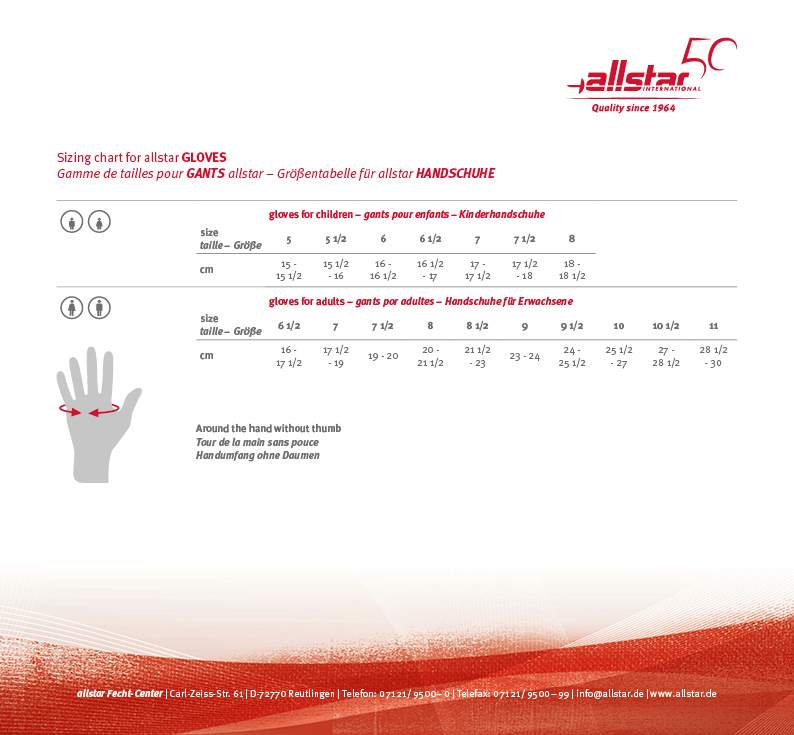 50
allstar
INTERNATIONAL
Quality since 1964
Sizing chart for allstar GLOVES
Gamme de tailles pour GANTS allstar – Größentabelle für allstar HANDSCHUHE
gloves for children – gants pour enfants – Kinderhandschuhe
size
taille – Größe 5 5 1/2 6 6 1/2 7 7 1/2 8
cm 15 - 15 1/2 15 1/2 - 16 16 - 16 1/2 16 1/2 - 17 17 - 17 1/2 17 1/2 - 18 18 - 18 1/2
gloves for adults – gants por adultes – Handschuhe für Erwachsene
size
taille – Größe 6 1/2 7 7 1/2 8 8 1/2 9 9 1/2 10 10 1/2 11
cm 16 - 17 1/2 17 1/2 - 19 19 - 20 20 - 21 1/2 21 1/2 - 23 23 - 24 24 - 25 1/2 25 1/2 - 27 27 - 28 1/2 28 1/2 - 30
Around the hand without thumb
Tour de la main sans pouce
Handumfang ohne Daumen
allstar Fecht-Center | Carl-Zeiss-Str. 61 | D-72770 Reutlingen | Telefon: 07121/ 9500– 0 | Telefax: 07121/ 9500 – 99 | info@allstar.de | www.allstar.de